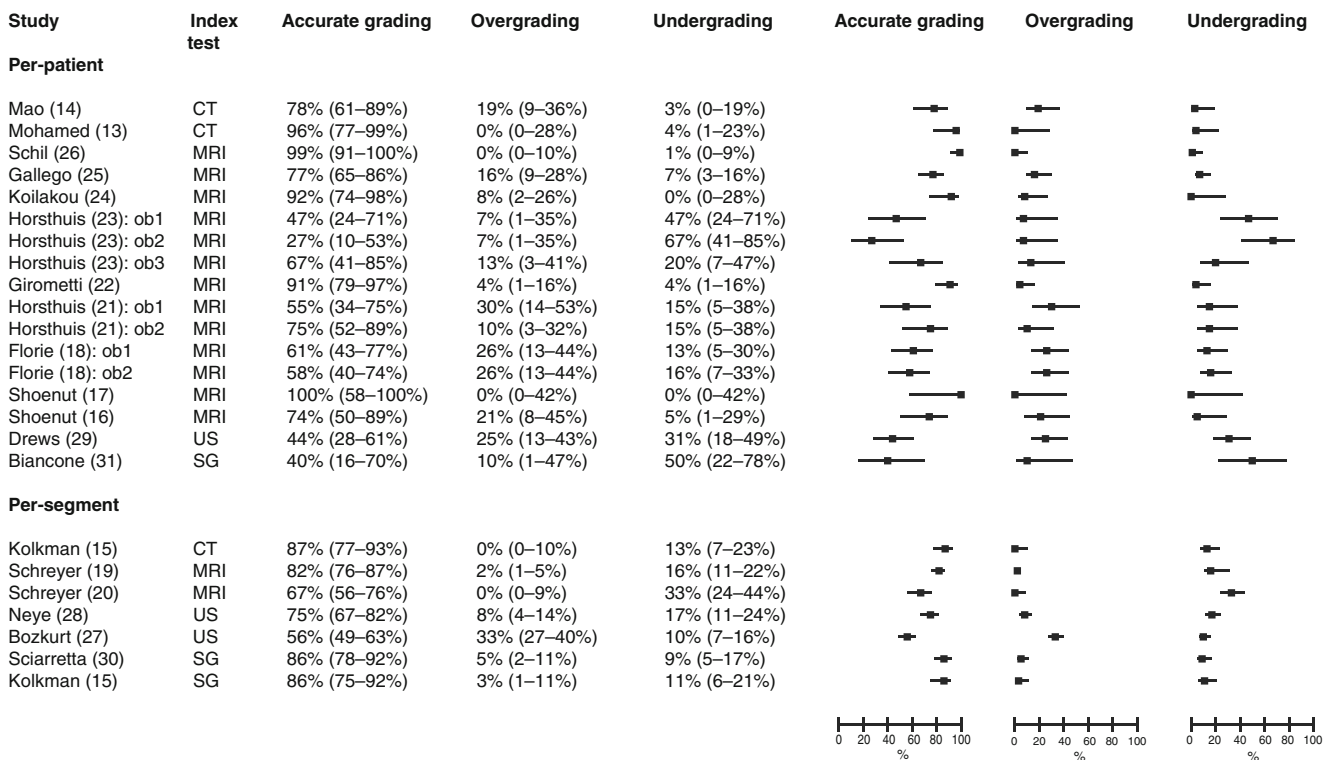 Study Index test Accurate grading Overgrading Undergrading Accurate grading Overgrading Undergrading
Per-patient
Mao (14) CT 78% (61–89%) 19% (9–36%) 3% (0–19%)
Mohamed (13) CT 96% (77–99%) 0% (0–28%) 4% (1–23%)
Schil (26) MRI 99% (91–100%) 0% (0–10%) 1% (0–9%)
Gallego (25) MRI 77% (65–86%) 16% (9–28%) 7% (3–16%)
Koilakou (24) MRI 92% (74–98%) 8% (2–26%) 0% (0–28%)
Horsthuis (23): ob1 MRI 47% (24–71%) 7% (1–35%) 47% (24–71%)
Horsthuis (23): ob2 MRI 27% (10–53%) 7% (1–35%) 67% (41–85%)
Horsthuis (23): ob3 MRI 67% (41–85%) 13% (3–41%) 20% (7–47%)
Girometti (22) MRI 91% (79–97%) 4% (1–16%) 4% (1–16%)
Horsthuis (21): ob1 MRI 55% (34–75%) 30% (14–53%) 15% (5–38%)
Horsthuis (21): ob2 MRI 75% (52–89%) 10% (3–32%) 15% (5–38%)
Florie (18): ob1 MRI 61% (43–77%) 26% (13–44%) 13% (5–30%)
Florie (18): ob2 MRI 58% (40–74%) 26% (13–44%) 16% (7–33%)
Shoenut (17) MRI 100% (58–100%) 0% (0–42%) 0% (0–42%)
Shoenut (16) MRI 74% (50–89%) 21% (8–45%) 5% (1–29%)
Drews (29) US 44% (28–61%) 25% (13–43%) 31% (18–49%)
Biancone (31) SG 40% (16–70%) 10% (1–47%) 50% (22–78%)
Per-segment
Kolkman (15) CT 87% (77–93%) 0% (0–10%) 13% (7–23%)
Schreyer (19) MRI 82% (76–87%) 2% (1–5%) 16% (11–22%)
Schreyer (20) MRI 67% (56–76%) 0% (0–9%) 33% (24–44%)
Neye (28) US 75% (67–82%) 8% (4–14%) 17% (11–24%)
Bozkurt (27) US 56% (49–63%) 33% (27–40%) 10% (7–16%)
Sciarretta (30) SG 86% (78–92%) 5% (2–11%) 9% (5–17%)
Kolkman (15) SG 86% (75–92%) 3% (1–11%) 11% (6–21%)
0 20 40 60 80 100 0 20 40 60 80 100 0 20 40 60 80 100
% % %